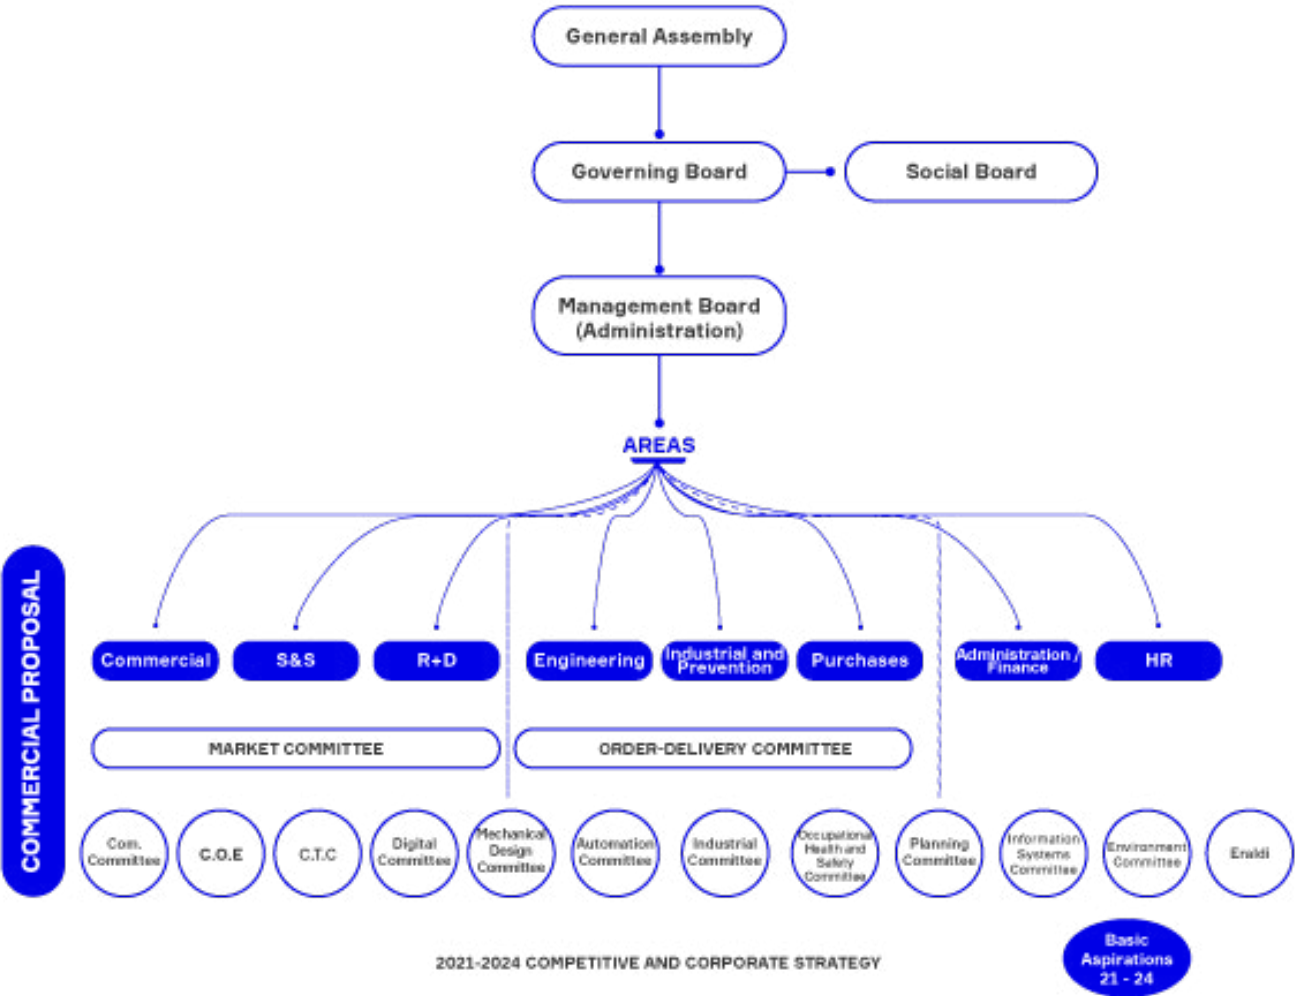 General Assembly
Governing Board
Social Board
Management Board
(Administration)
AREAS
COMMERCIAL PROPOSAL
Commercial
S&S
R+D
Engineering
Industrial and
Prevention
Purchases
Administration /
Finance
HR
MARKET COMMITTEE
ORDER-DELIVERY COMMITTEE
Com.
Committee
C.O.E
C.T.C
Digital
Committee
Mechanical
Design
Committee
Automation
Committee
Industrial
Committee
Occupational
Health and
Safety
Committee
Planning
Committee
Information
Systems
Committee
Environment
Committee
Enaldi
2021-2024 COMPETITIVE AND CORPORATE STRATEGY
Basic
Aspirations
21 - 24